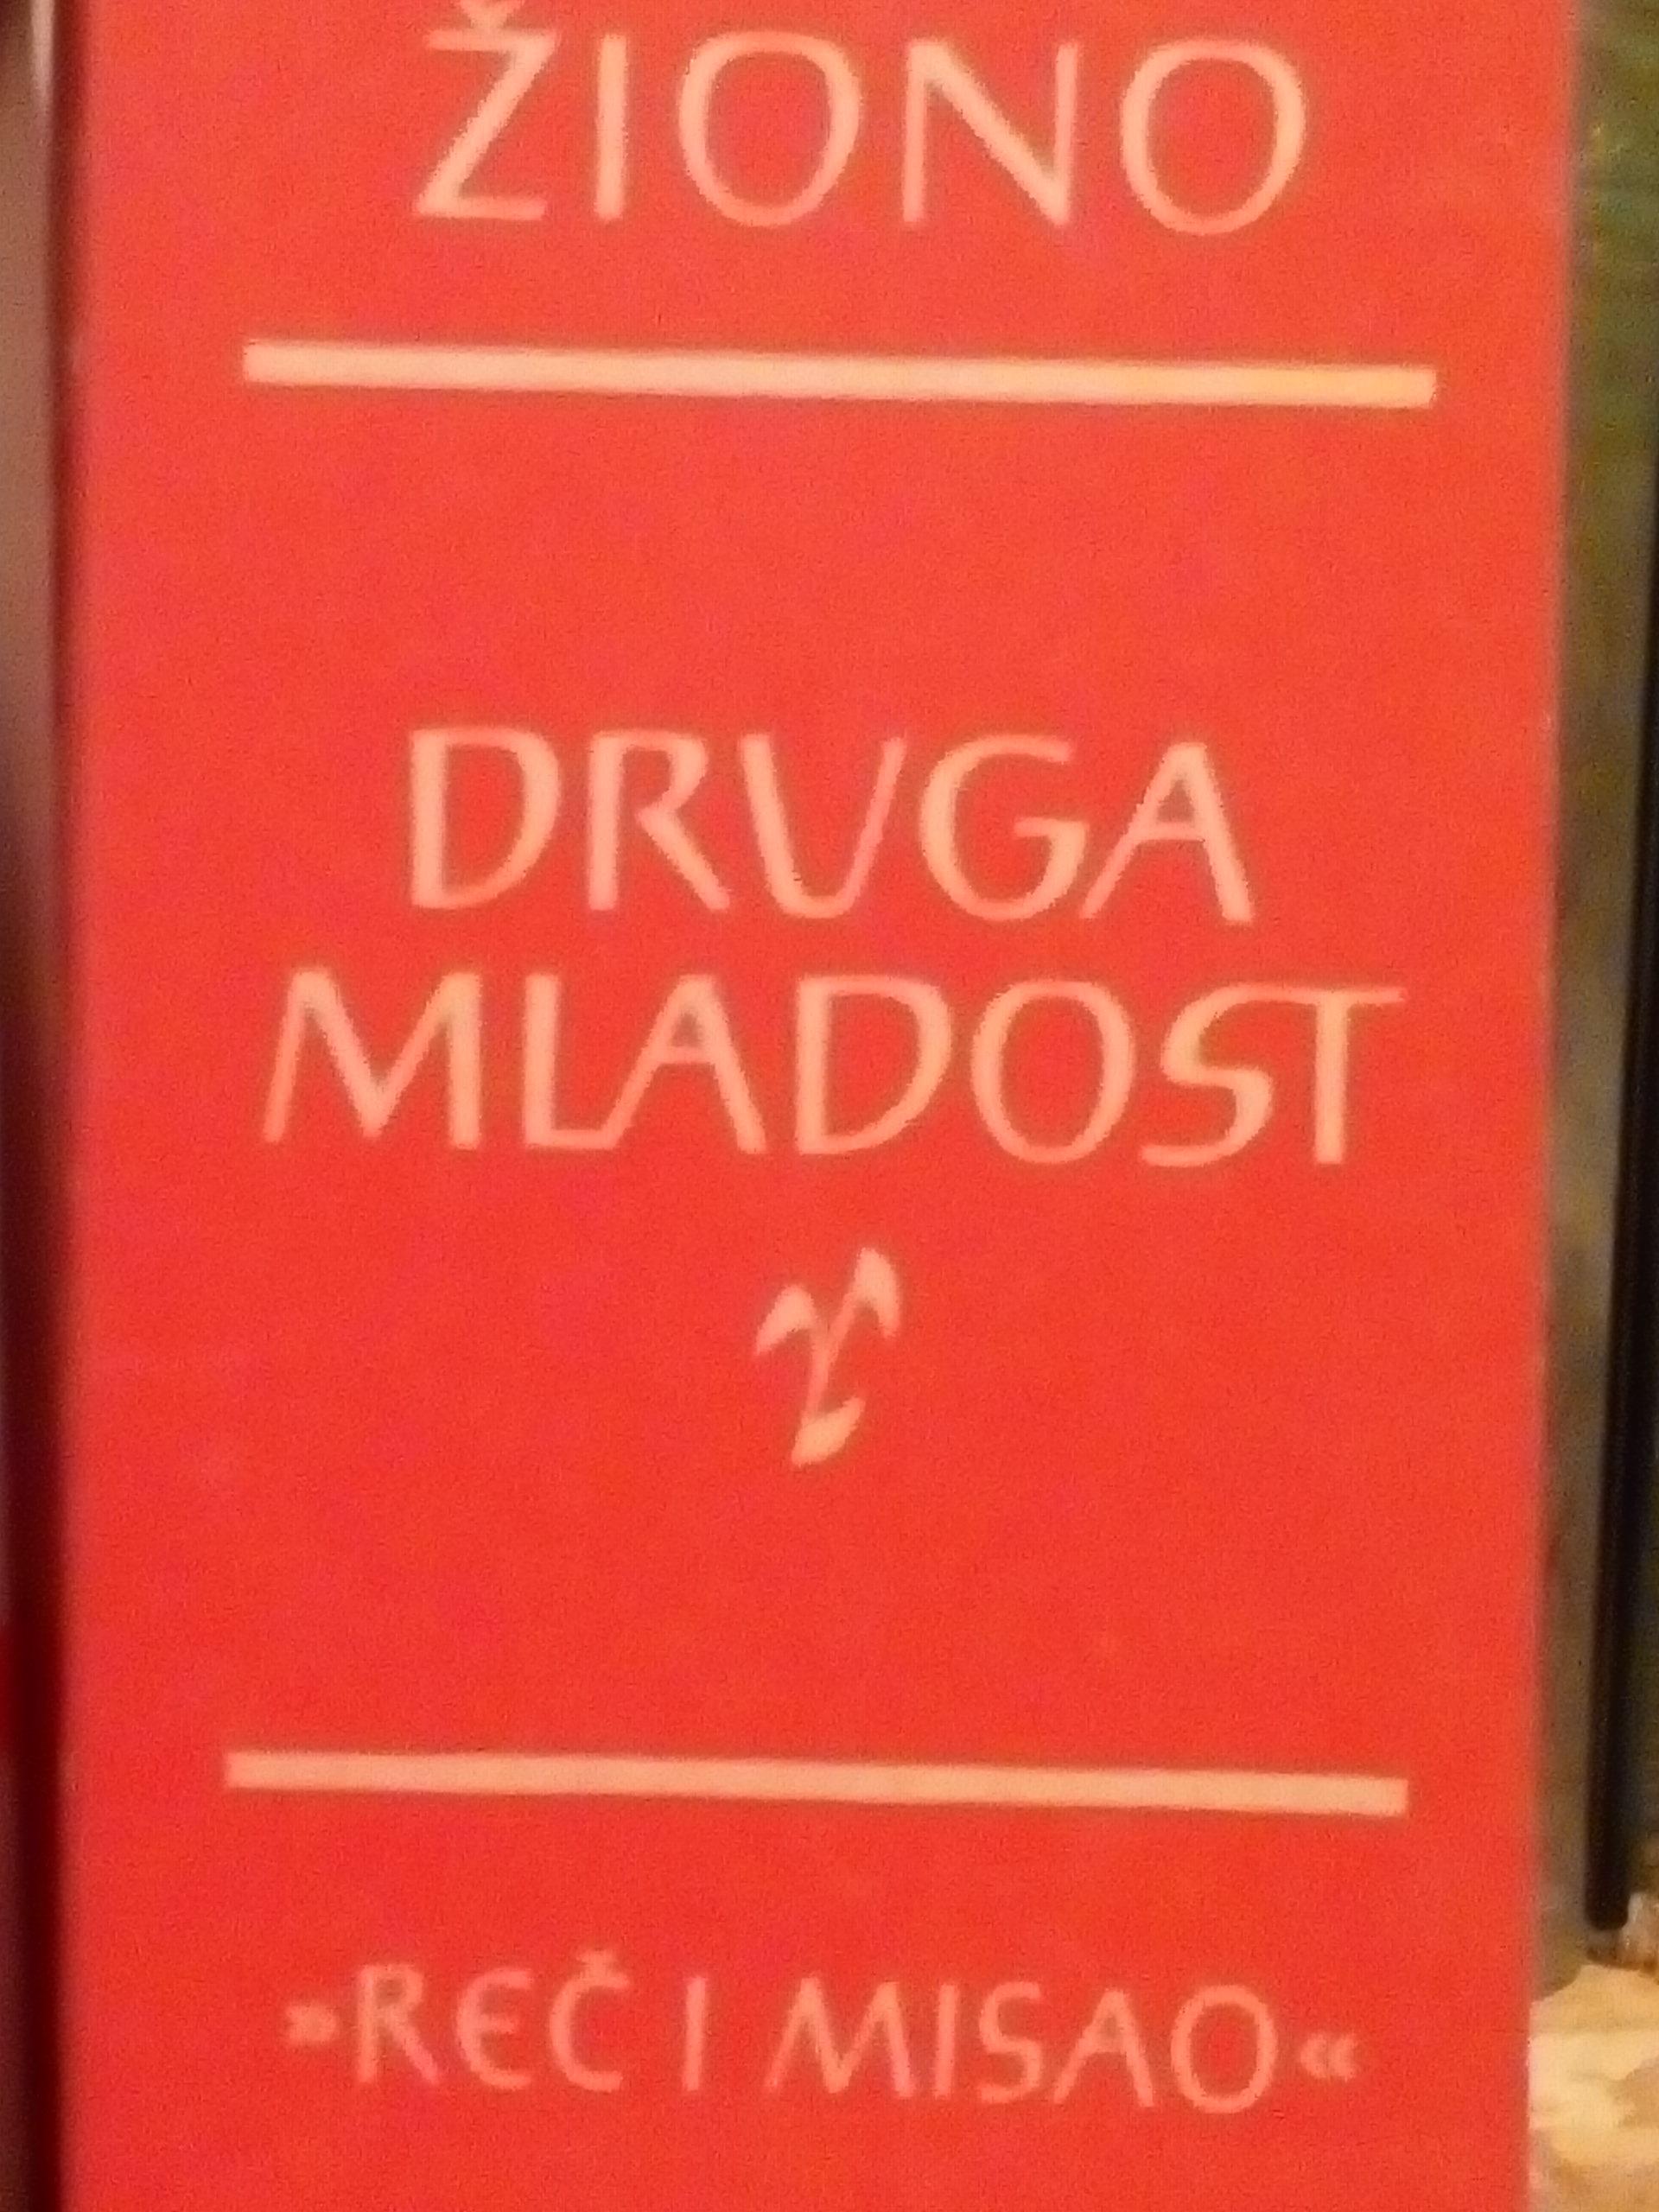 ŽIONO
DRUGA
MLADOST
»REČ I MISAO«